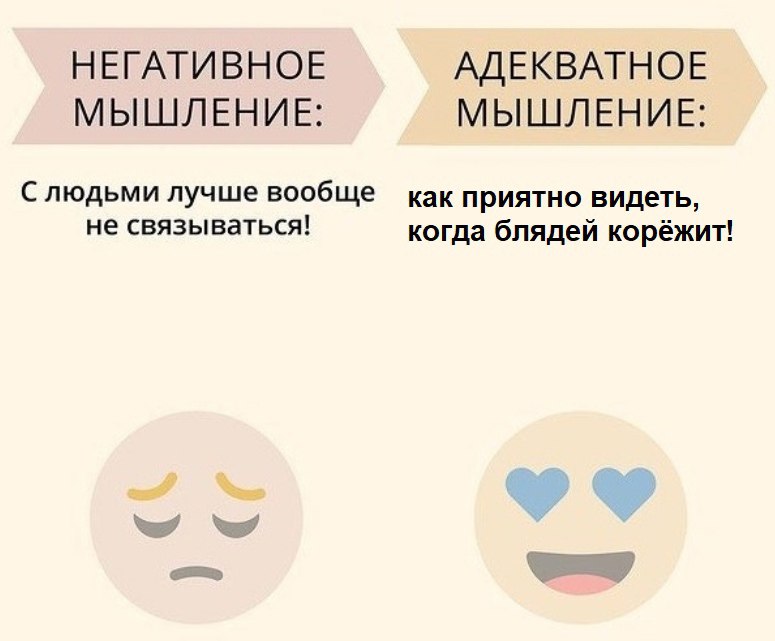 НЕГАТИВНОЕ
МЫШЛЕНИЕ:
С людьми лучше вообще
не связываться!
АДЕКВАТНОЕ
МЫШЛЕНИЕ:
как приятно видеть,
когда блядей корёжит!